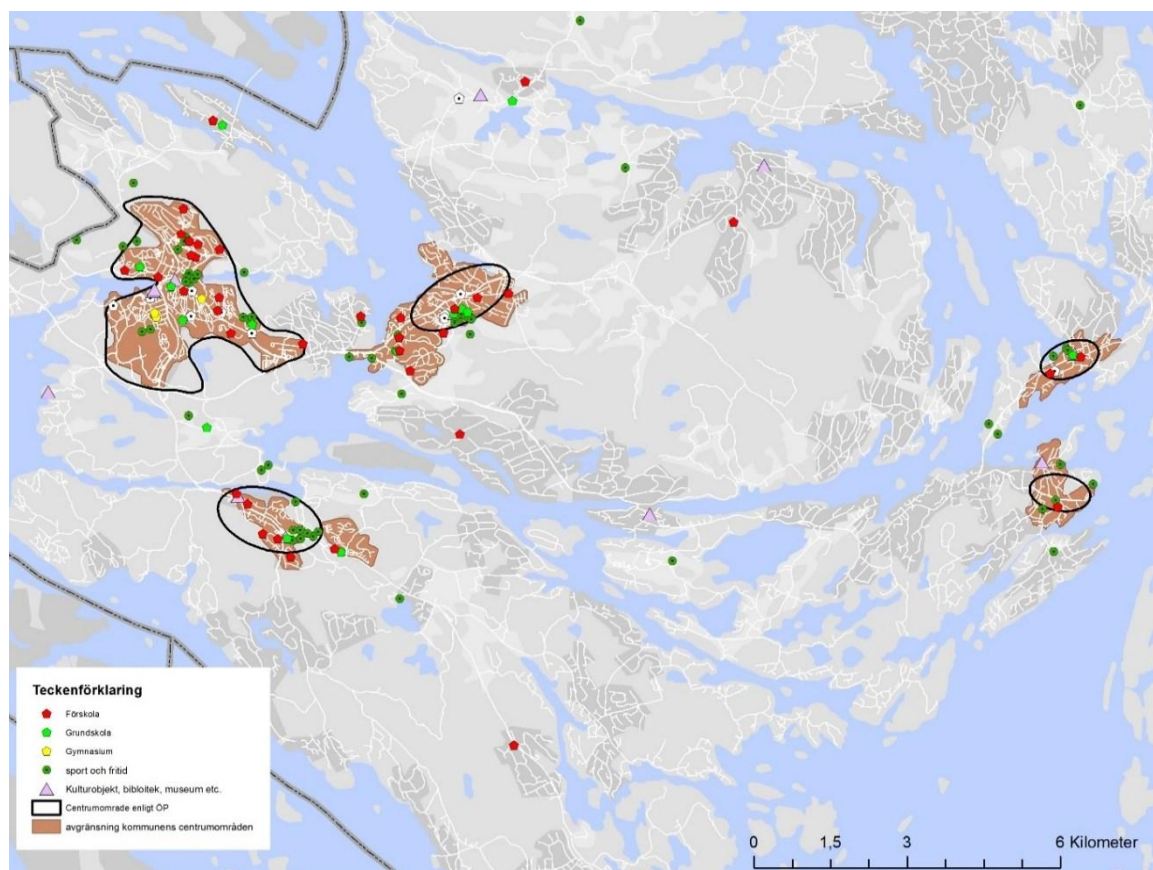 Teckenförklaring
Förskola
Grundskola
Gymnasium
sport och fritid
Kulturobjekt, bibloitek, museum etc.
Centrumområde enligt ÖP
avgränsning kommunens centrumområden
0 1,5 3 6 Kilometer